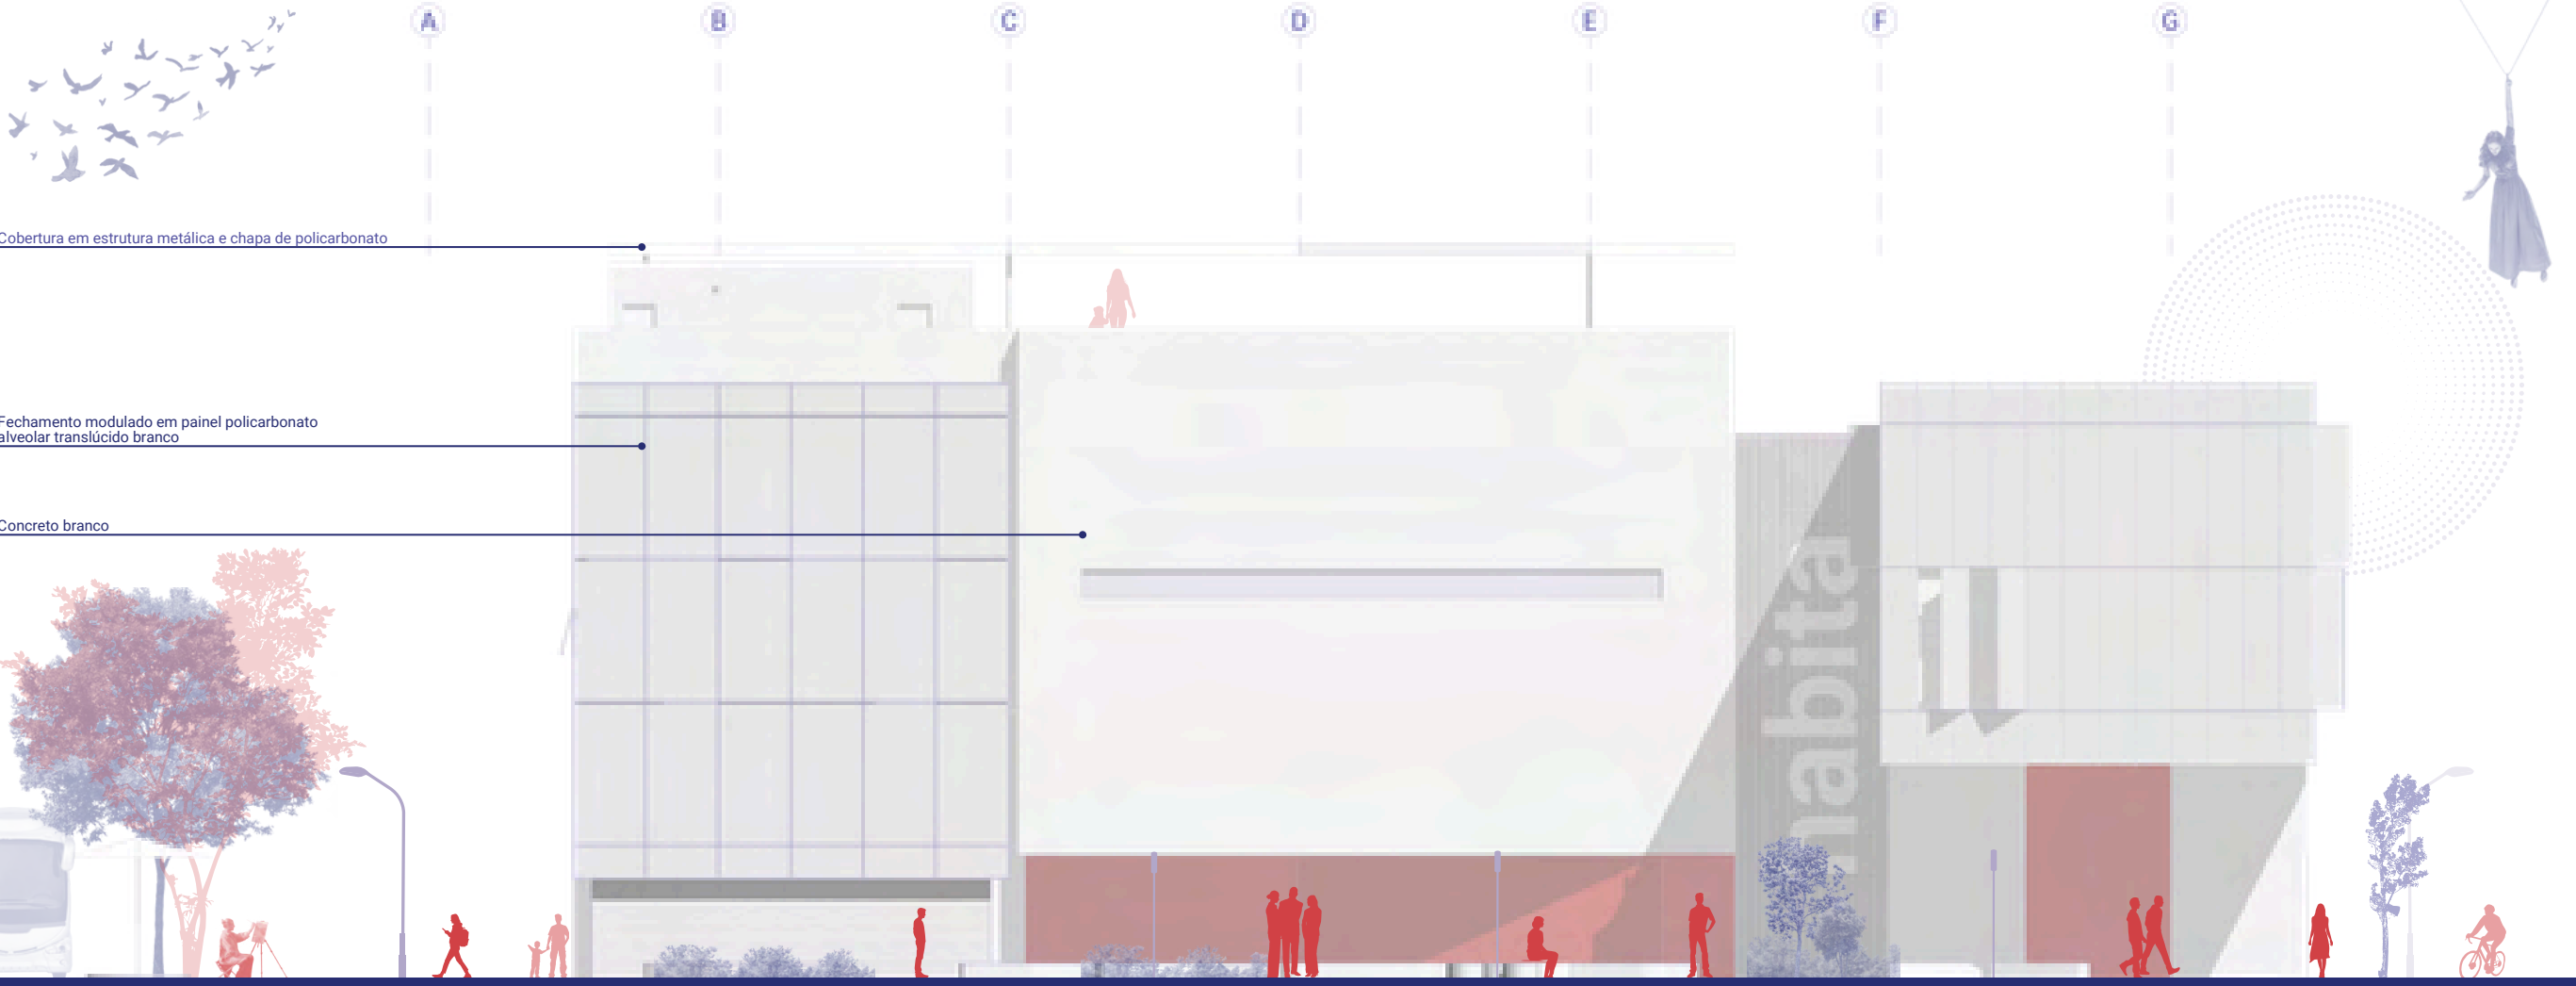 A B C D E F G
Cobertura em estrutura metálica e chapa de policarbonato
Fechamento modulado em painel policarbonato
alveolar translúcido branco
Concreto branco
habita